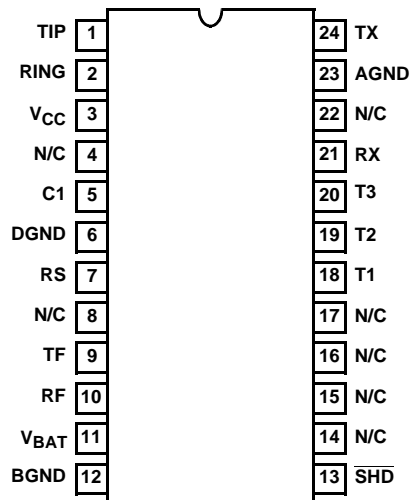 TIP 1 24 TX
RING 2 23 AGND
VCC 3 22 N/C
N/C 4 21 RX
C1 5 20 T3
DGND 6 19 T2
RS 7 18 T1
N/C 8 17 N/C
TF 9 16 N/C
RF 10 15 N/C
VBAT 11 14 N/C
BGND 12 13 S̅H̅D̅